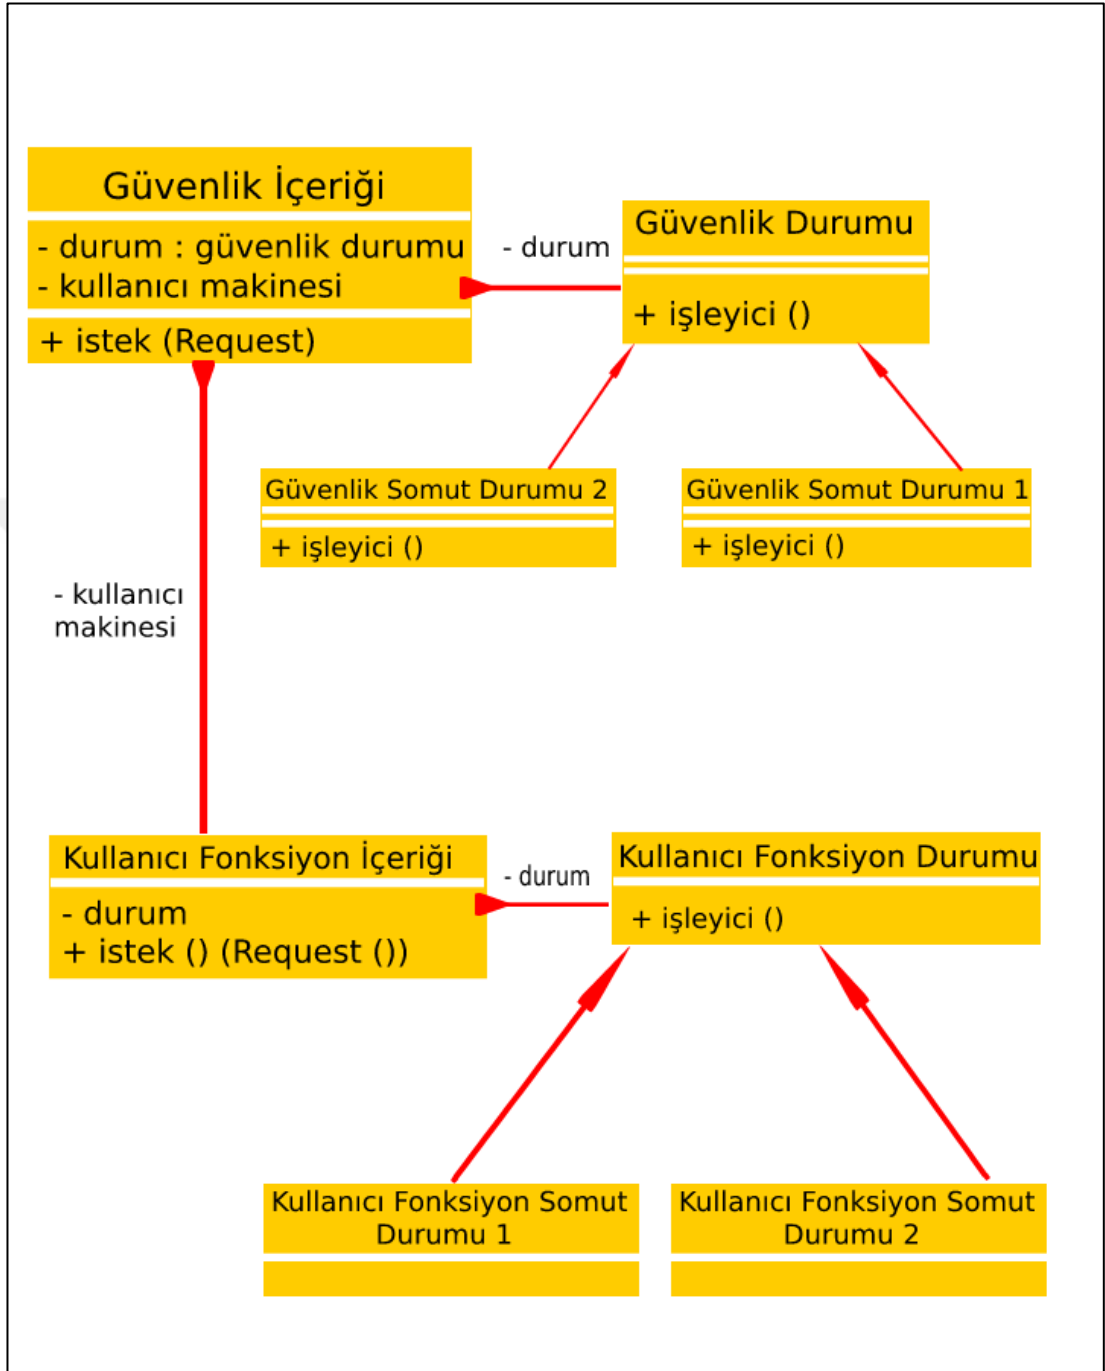 Güvenlik İçeriği
- durum : güvenlik durumu
- kullanıcı makinesi
+ istek (Request)
- durum
Güvenlik Durumu
+ işleyici ()
Güvenlik Somut Durumu 2
+ işleyici ()
Güvenlik Somut Durumu 1
+ işleyici ()
- kullanıcı
makinesi
Kullanıcı Fonksiyon İçeriği
- durum
+ istek () (Request ())
- durum
Kullanıcı Fonksiyon Durumu
+ işleyici ()
Kullanıcı Fonksiyon Somut
Durumu 1
Kullanıcı Fonksiyon Somut
Durumu 2